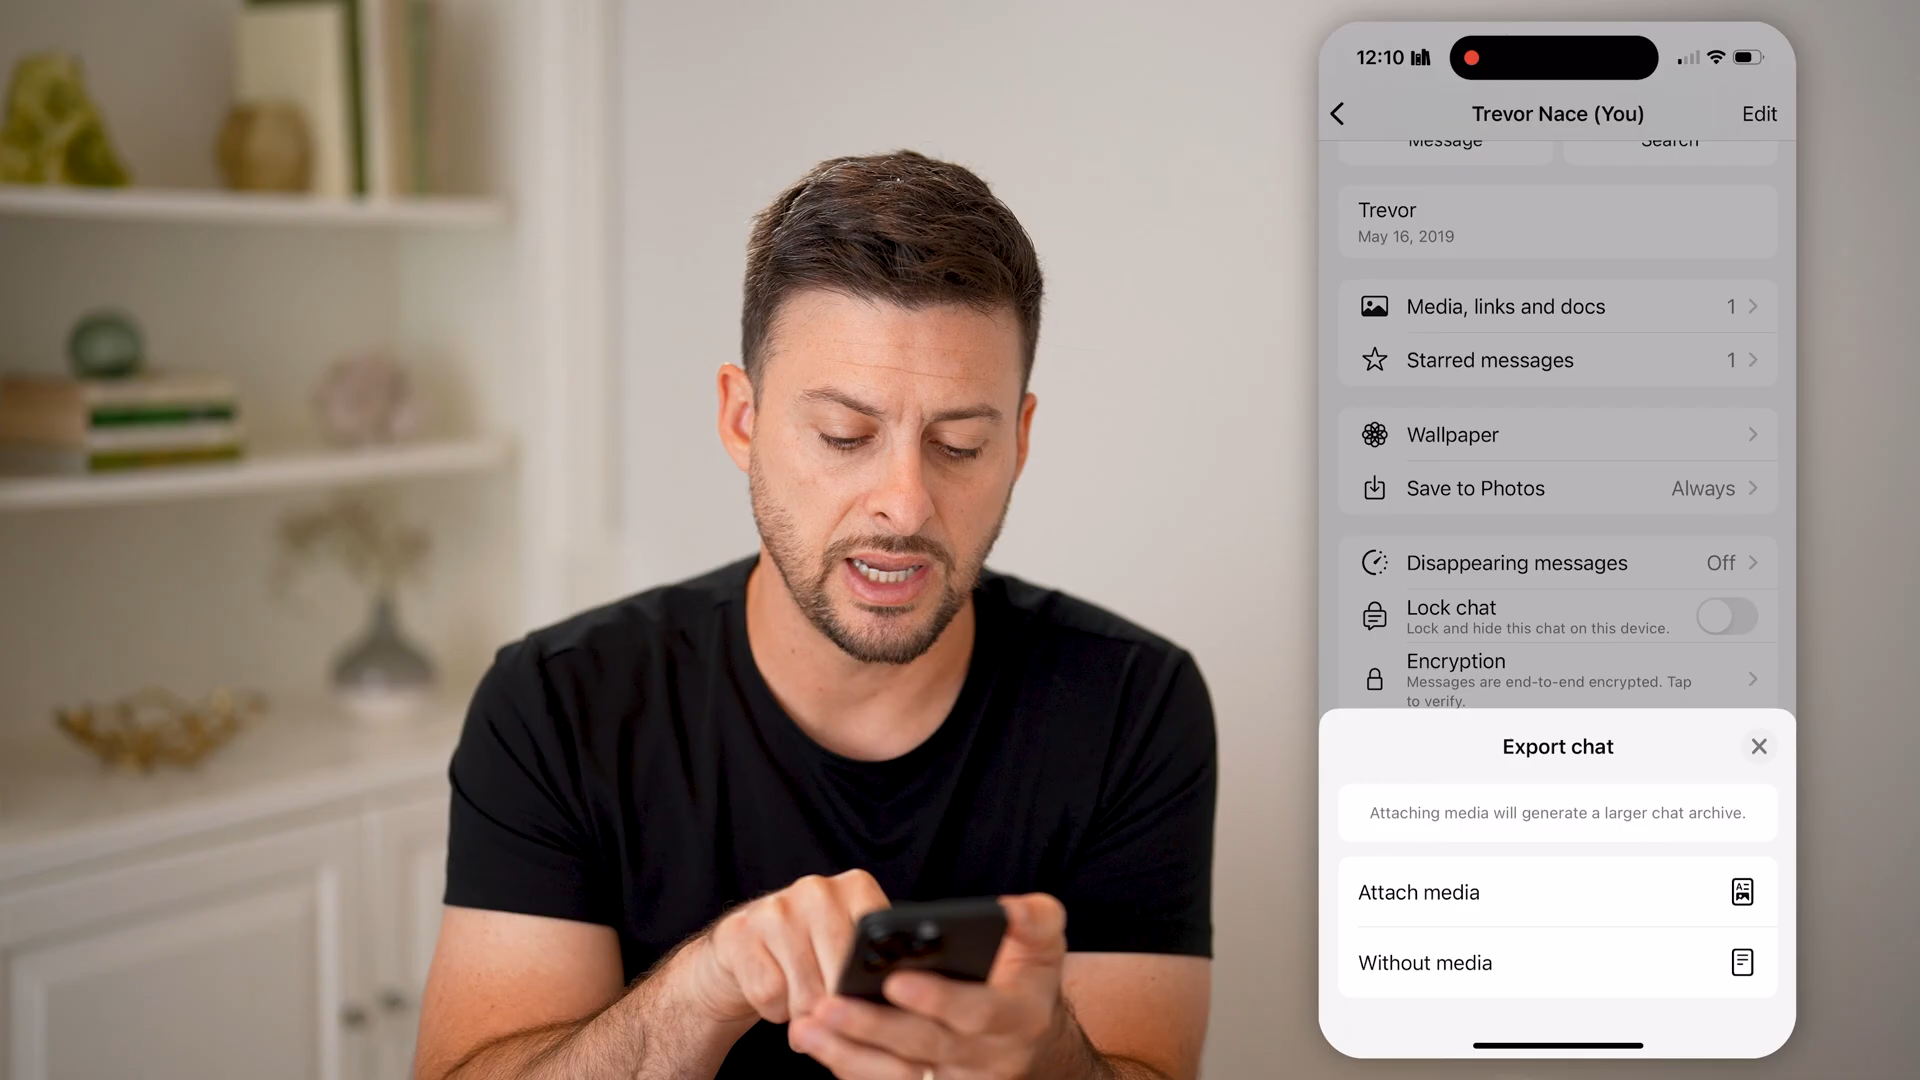 12:10
Trevor Nace (You)
Edit
Message
Search
Trevor
May 16, 2019
Media, links and docs
1
Starred messages
1
Wallpaper
Save to Photos
Always
Disappearing messages
Off
Lock chat
Lock and hide this chat on this device.
Encryption
Messages are end-to-end encrypted. Tap
to verify.
Export chat
Attaching media will generate a larger chat archive.
Attach media
Without media